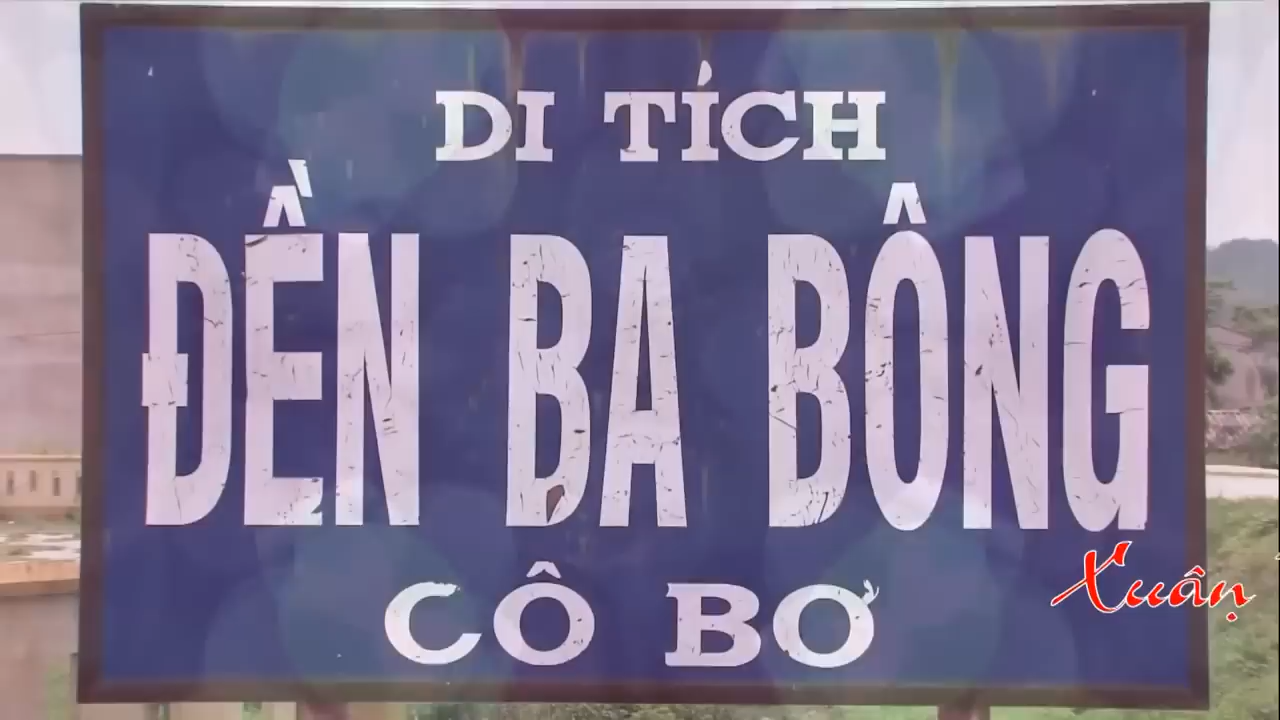 DI TÍCH
ĐỀN BA BÔNG
CÔ BƠ
Xuân